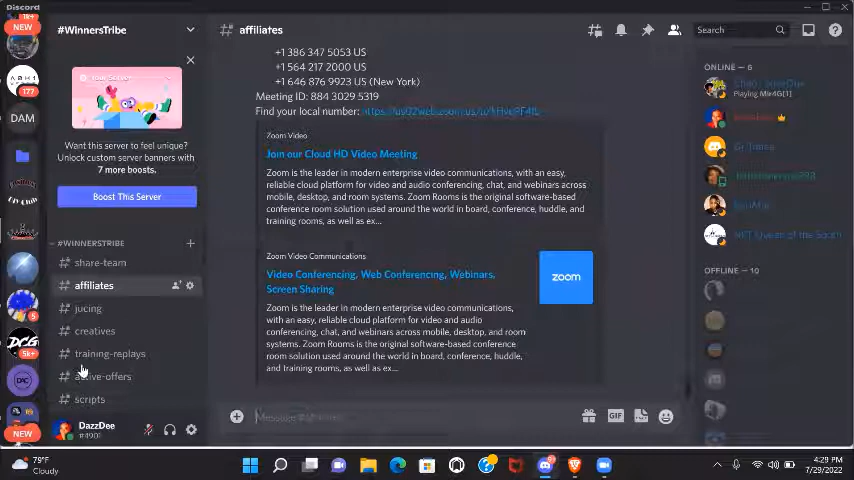 Discord
NEW
177
DAM
5
DCG
5k+
DAC
NEW
#WinnersTribe
Want this server to feel unique?
Unlock custom server banners with
7 more boosts.
Boost This Server
#WINNERSTRIBE
# share-team
# affiliates
# jucing
# creatives
# training-replays
# active-offers
# scripts
DazzDee
# affiliates
Search
+1 386 347 5053 US
+1 564 217 2000 US
+1 646 876 9923 US (New York)
Meeting ID: 884 3029 5319
Find your local number:
Zoom Video
Join our Cloud HD Video Meeting
Zoom is the leader in modern enterprise video communications, with an easy,
reliable cloud platform for video and audio conferencing, chat, and webinars across
mobile, desktop, and room systems. Zoom Rooms is the original software-based
conference room solution used around the world in board, conference, huddle, and
training rooms, as well as ex...
Zoom Video Communications
Video Conferencing, Web Conferencing, Webinars,
Screen Sharing
zoom
Zoom is the leader in modern enterprise video communications,
with an easy, reliable cloud platform for video and audio
conferencing, chat, and webinars across mobile, desktop, and room
systems. Zoom Rooms is the original software-based conference
room solution used around the world in board, conference, huddle,
and training rooms, as well as ex...
GIF
ONLINE – 6
Playing Mir4G[1]
OFFLINE – 10
79°F
Cloudy
4:29 PM
7/29/2022